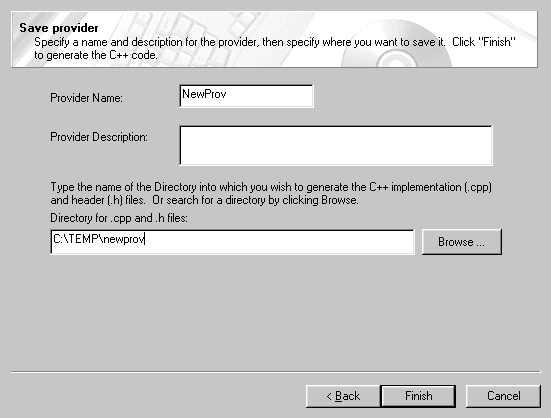 Save provider
Specify a name and description for the provider, then specify where you want to save it. Click "Finish"
to generate the C++ code.
Provider Name:
NewProv
Provider Description:
Type the name of the Directory into which you wish to generate the C++ implementation (.cpp)
and header (.h) files. Or search for a directory by clicking Browse.
Directory for .cpp and .h files:
C:\TEMP\newprov
Browse ...
< Back
Finish
Cancel